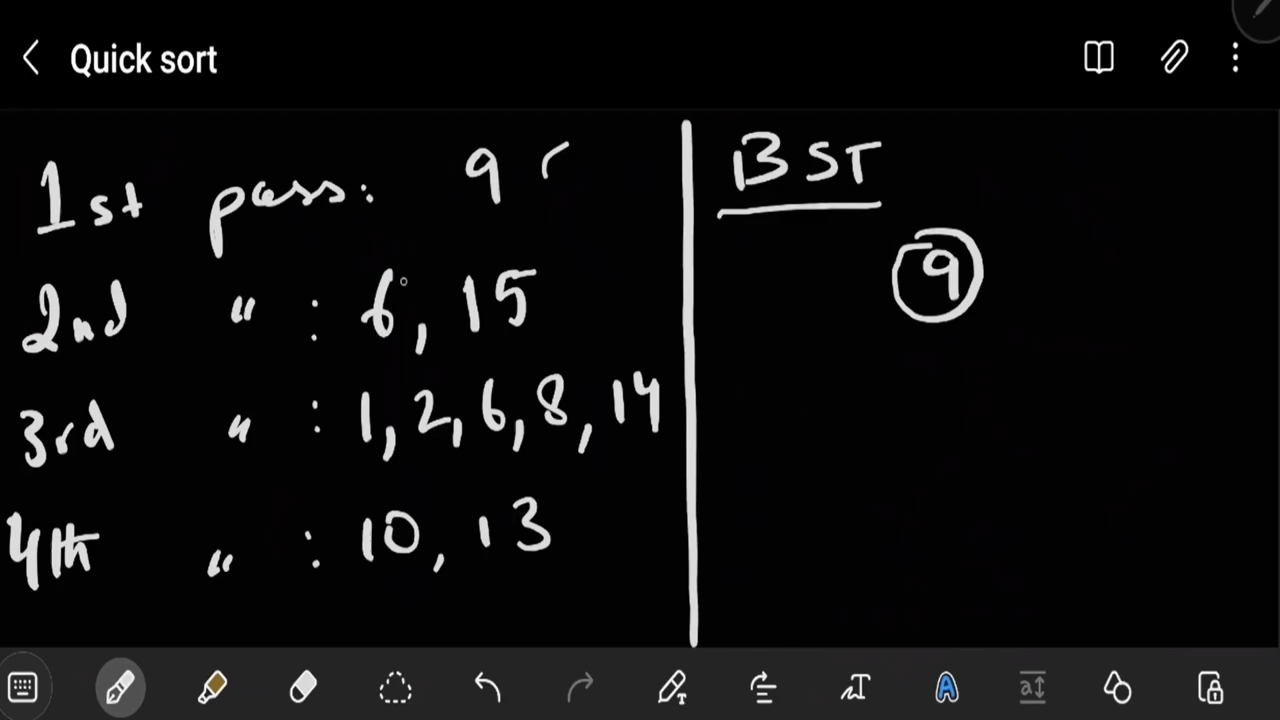 Quick sort
1st pass: 9 (
2nd " : 6, 15
3rd " : 1, 2, 6, 8, 14
4th " : 10, 13
BST
9